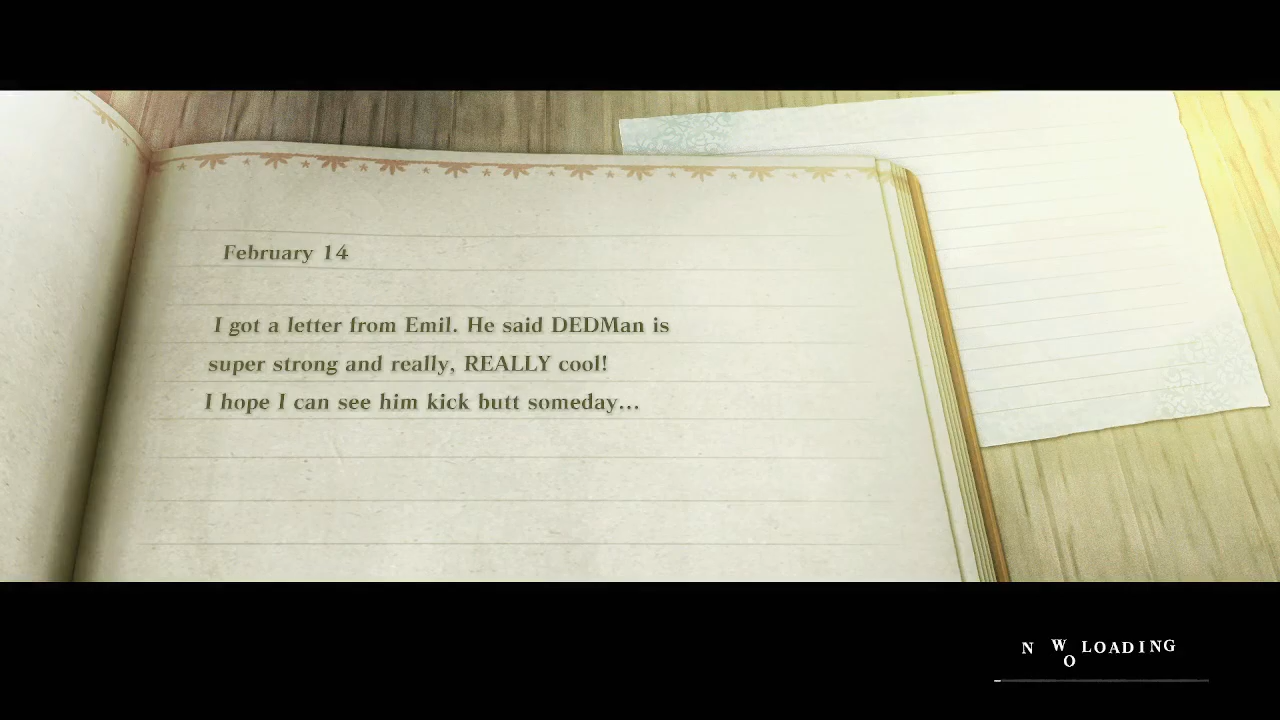 February 14
I got a letter from Emil. He said DEDMan is
super strong and really, REALLY cool!
I hope I can see him kick butt someday...
NOW LOADING